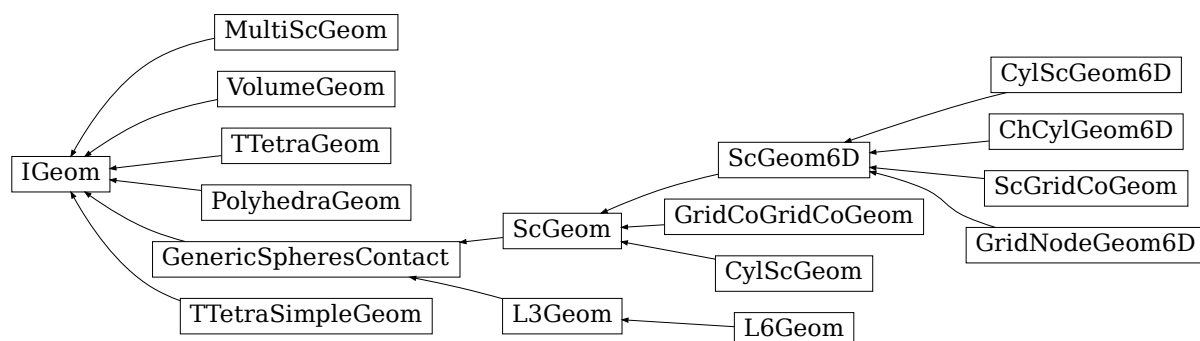 MultiScGeom
VolumeGeom
TTetraGeom
IGeom
PolyhedraGeom
GenericSpheresContact
TTetraSimpleGeom
ScGeom
L3Geom
ScGeom6D
GridCoGridCoGeom
CylScGeom
L6Geom
CylScGeom6D
ChCylGeom6D
ScGridCoGeom
GridNodeGeom6D